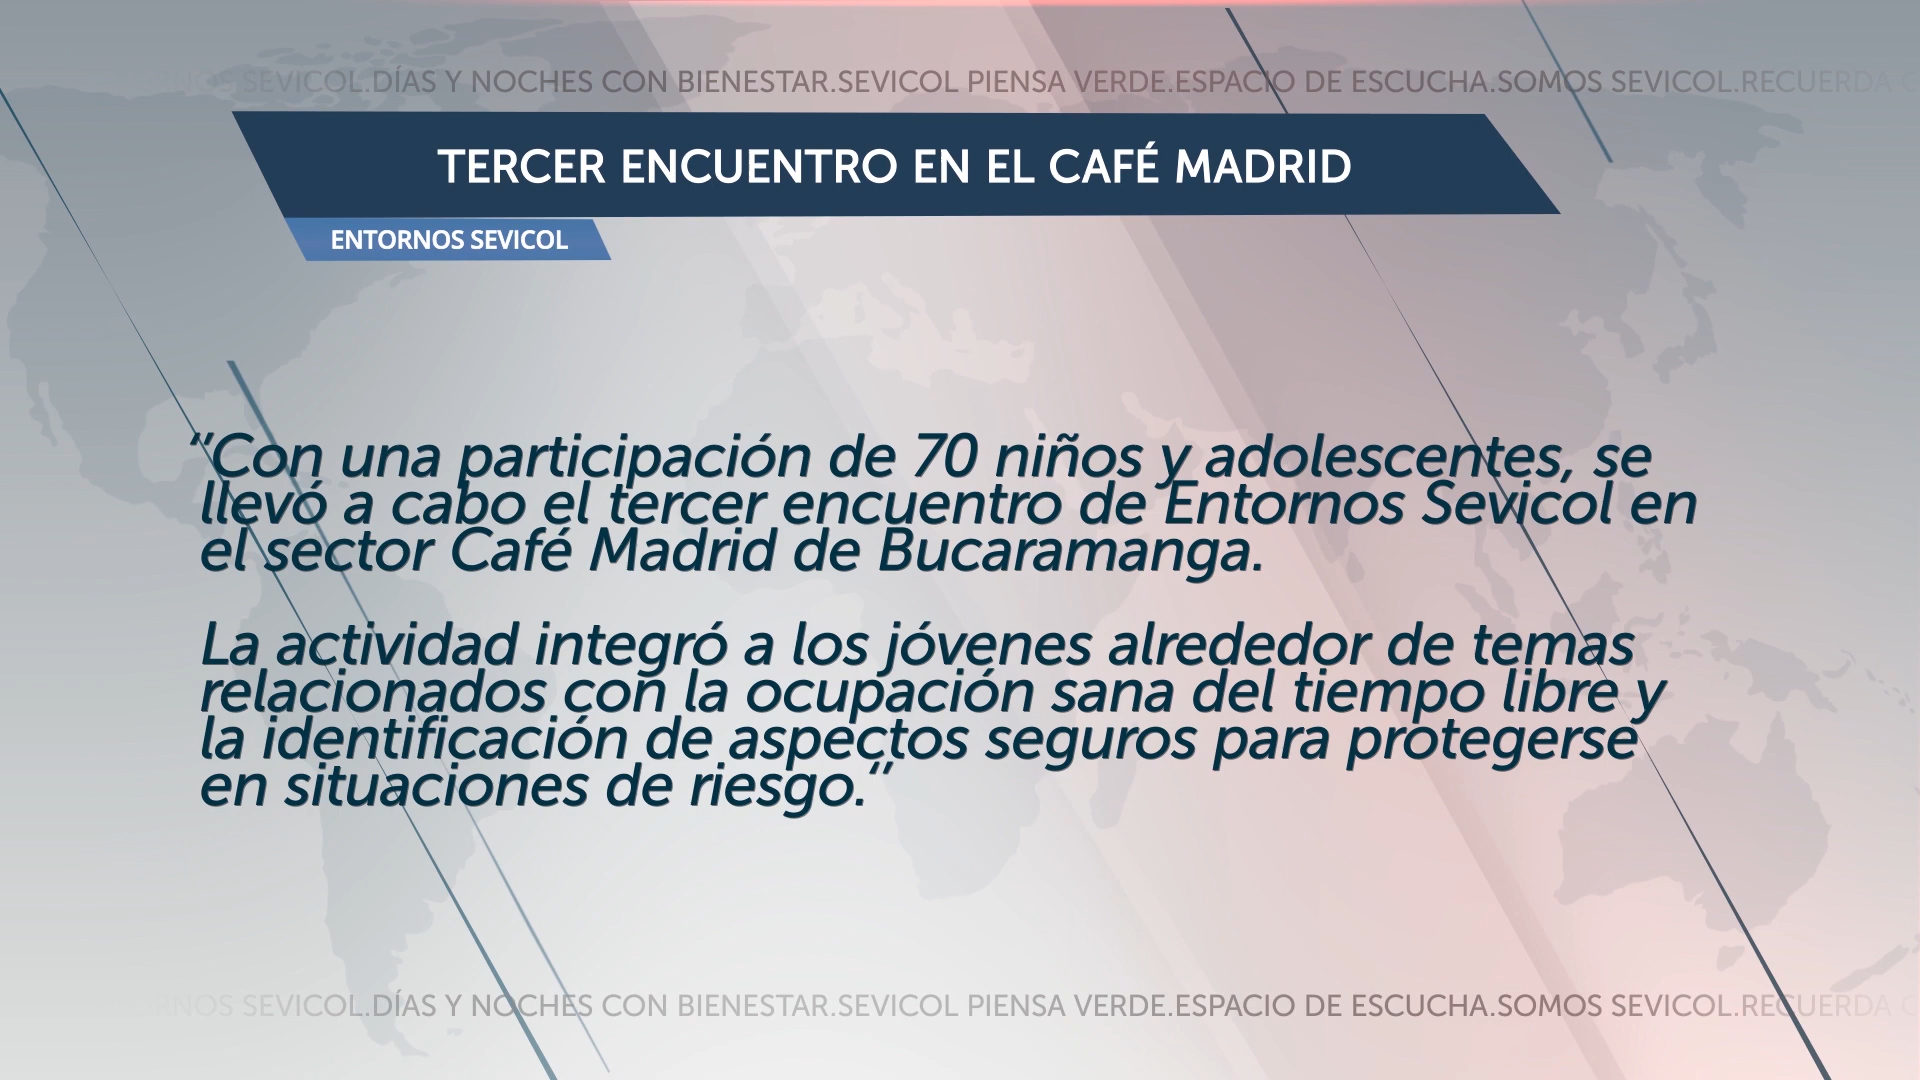 SEVICOL.DÍAS Y NOCHES CON BIENESTAR.SEVICOL PIENSA VERDE.ESPACIO DE ESCUCHA.SOMOS SEVICOL.RECUERDA
TERCER ENCUENTRO EN EL CAFÉ MADRID
ENTORNOS SEVICOL
“Con una participación de 70 niños y adolescentes, se
llevó a cabo el tercer encuentro de Entornos Sevicol en
el sector Café Madrid de Bucaramanga.
La actividad integró a los jóvenes alrededor de temas
relacionados con la ocupación sana del tiempo libre y
la identificación de aspectos seguros para protegerse
en situaciones de riesgo.“
SEVICOL.DÍAS Y NOCHES CON BIENESTAR.SEVICOL PIENSA VERDE.ESPACIO DE ESCUCHA.SOMOS SEVICOL.RECUERDA